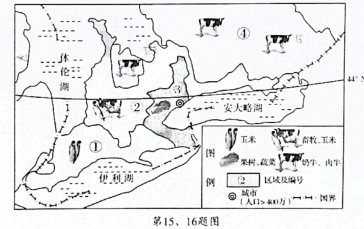 ④
休伦湖
③
44°N
②
安大略湖
①
伊利湖
图例
玉米
畜牧、玉米
果树、蔬菜
奶牛、肉牛
② 区域及编号
城市
(人口>400万)
国界
第15、16题图